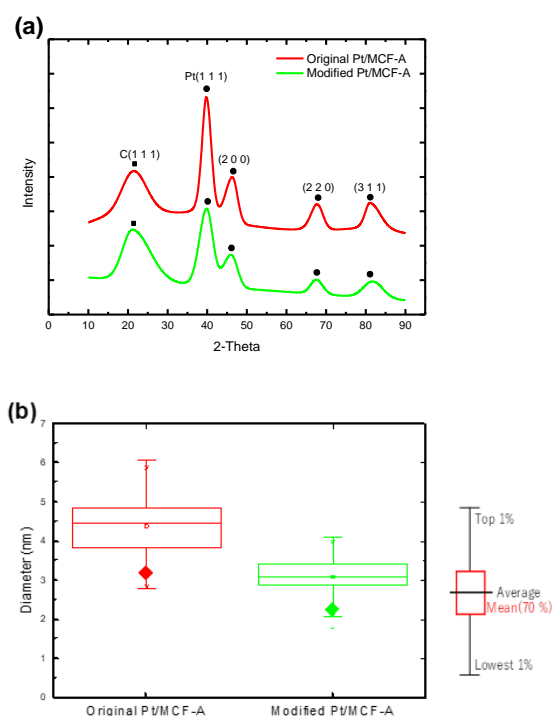 (a)
Original Pt/MCF-A
Modified Pt/MCF-A
Pt(1 1 1)
C(1 1 1)
(2 0 0)
(2 2 0)
(3 1 1)
Intensity
0 10 20 30 40 50 60 70 80 90
2-Theta
(b)
7
6
5
4
3
2
1
0
Diameter (nm)
Original Pt/MCF-A
Modified Pt/MCF-A
Top 1%
Average
Mean(70 %)
Lowest 1%